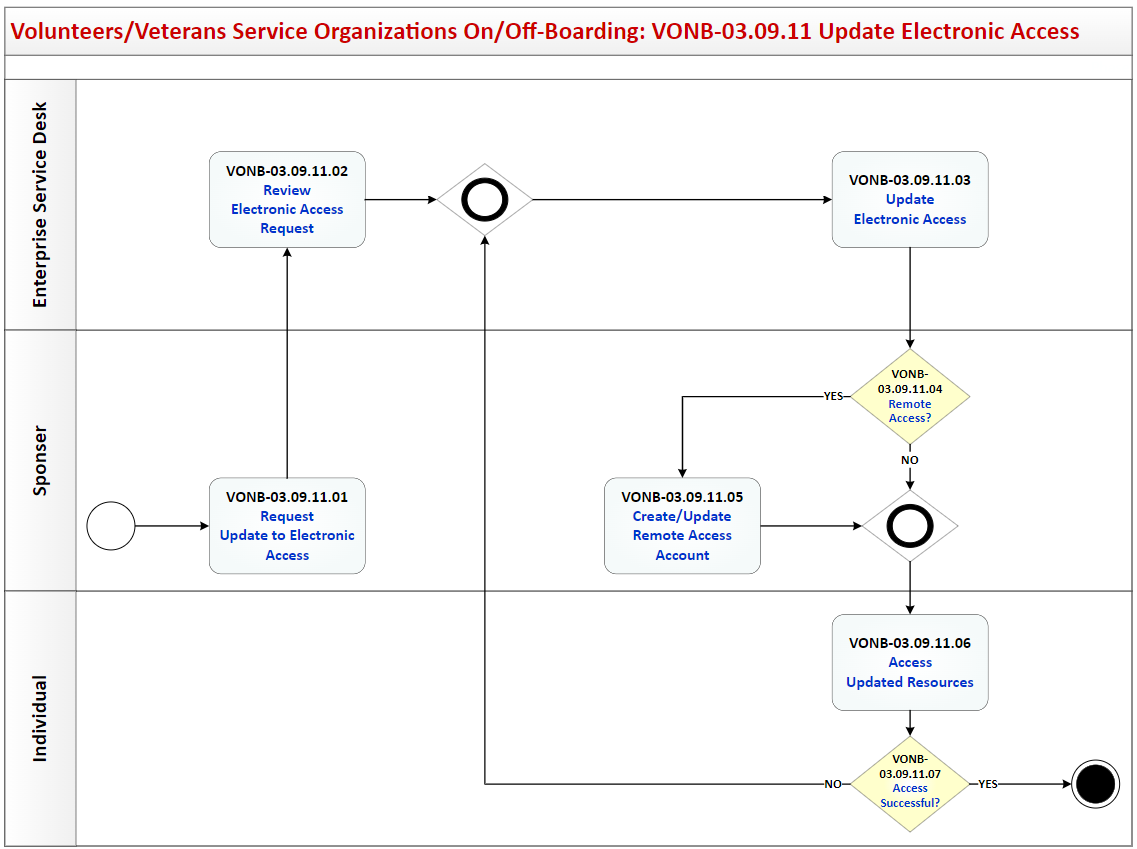 Volunteers/Veterans Service Organizations On/Off-Boarding: VONB-03.09.11 Update Electronic Access
Enterprise Service Desk
VONB-03.09.11.02
Review
Electronic Access
Request
VONB-03.09.11.03
Update
Electronic Access
Sponser
VONB-03.09.11.01
Request
Update to Electronic
Access
VONB-
03.09.11.04
Remote
Access?
YES
NO
VONB-03.09.11.05
Create/Update
Remote Access
Account
Individual
VONB-03.09.11.06
Access
Updated Resources
VONB-
03.09.11.07
Access
Successful?
NO
YES